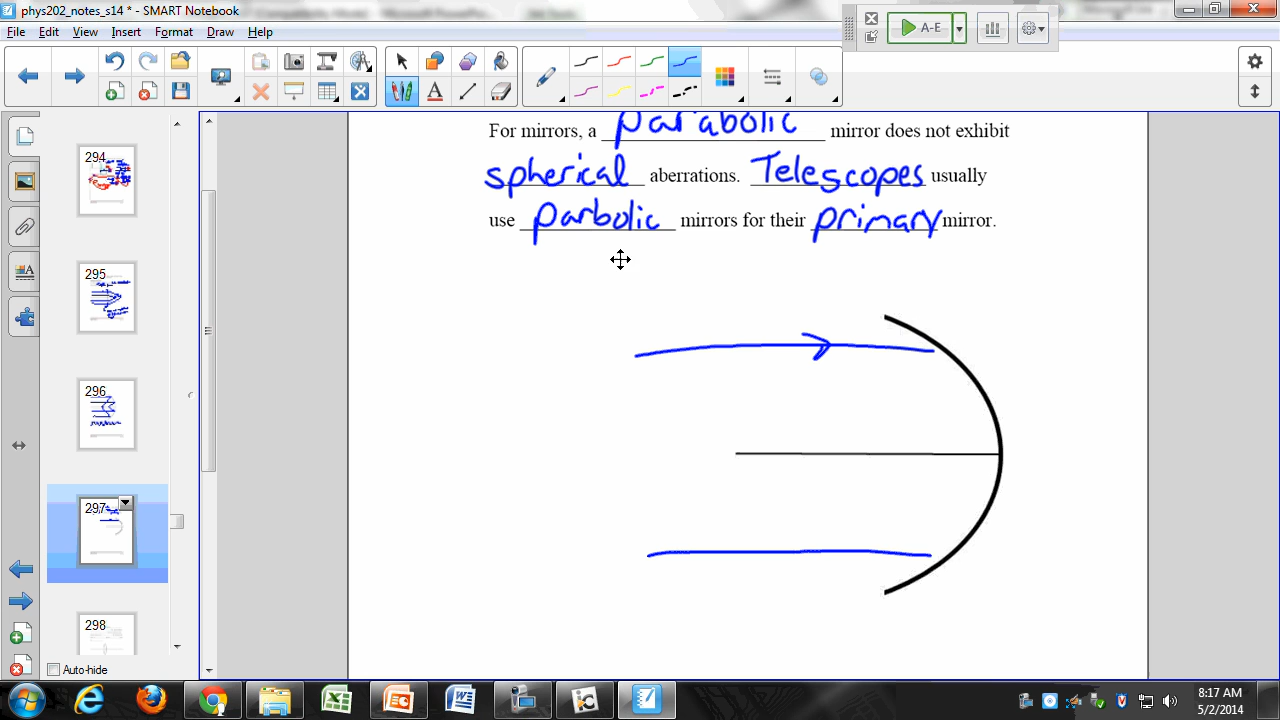 phys202_notes_s14 * - SMART Notebook
File Edit View Insert Format Draw Help
A-E
A
294
295
296
297
298
Auto-hide
For mirrors, a parabolic mirror does not exhibit
spherical aberrations. Telescopes usually
use parbolic mirrors for their primary mirror.
8:17 AM
5/2/2014